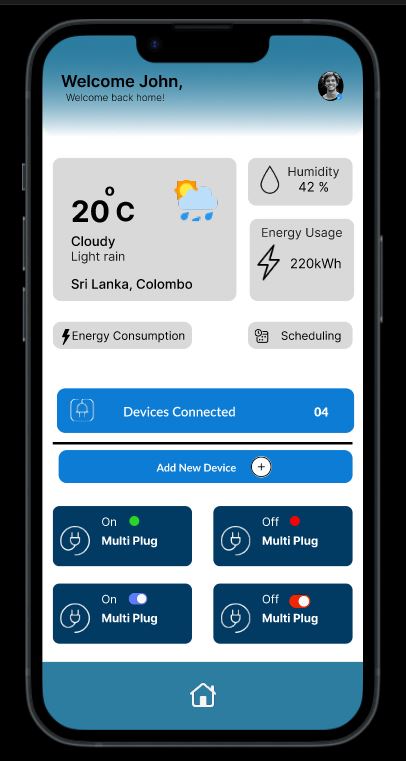 Welcome John,
Welcome back home!
20°C
Cloudy
Light rain
Sri Lanka, Colombo
Humidity
42 %
Energy Usage
220kWh
Energy Consumption
Scheduling
Devices Connected 04
Add New Device +
On
Multi Plug
Off
Multi Plug
On
Multi Plug
Off
Multi Plug